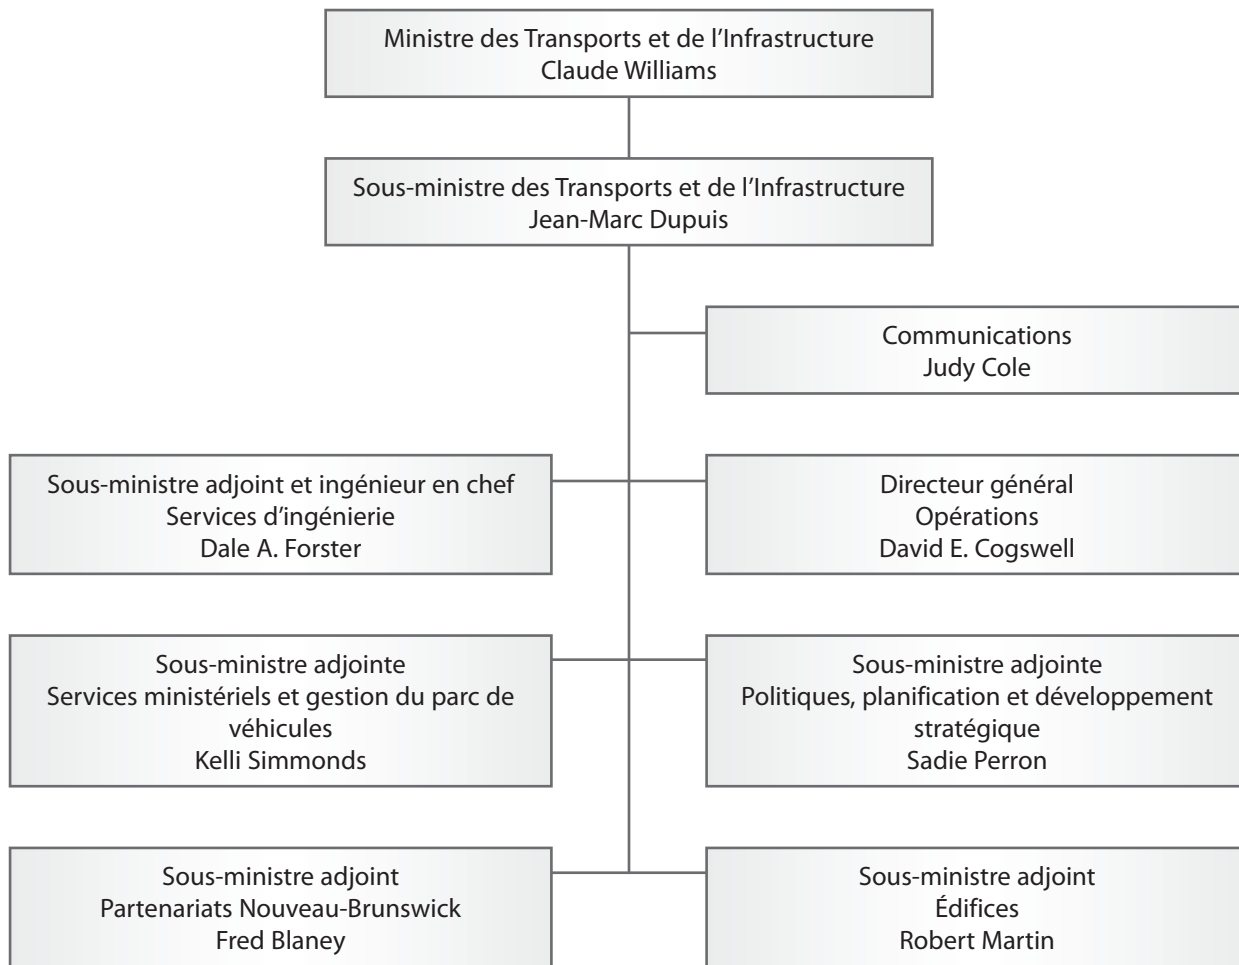 Ministre des Transports et de l'Infrastructure
Claude Williams
Sous-ministre des Transports et de l'Infrastructure
Jean-Marc Dupuis
Communications
Judy Cole
Sous-ministre adjoint et ingénieur en chef
Services d'ingénierie
Dale A. Forster
Directeur général
Opérations
David E. Cogswell
Sous-ministre adjointe
Services ministériels et gestion du parc de
véhicules
Kelli Simmonds
Sous-ministre adjointe
Politiques, planification et développement
stratégique
Sadie Perron
Sous-ministre adjoint
Partenariats Nouveau-Brunswick
Fred Blaney
Sous-ministre adjoint
Édifices
Robert Martin